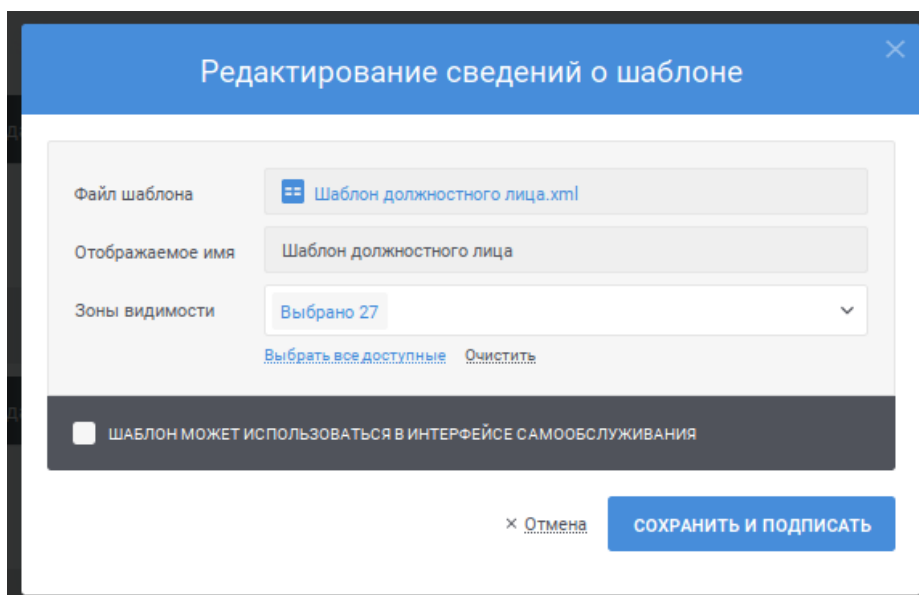 Редактирование сведений о шаблоне
Файл шаблона Шаблон должностного лица.xml
Отображаемое имя Шаблон должностного лица
Зоны видимости Выбрано 27
Выбрать все доступные Очистить
ШАБЛОН МОЖЕТ ИСПОЛЬЗОВАТЬСЯ В ИНТЕРФЕЙСЕ САМООБСЛУЖИВАНИЯ
× Отмена СОХРАНИТЬ И ПОДПИСАТЬ